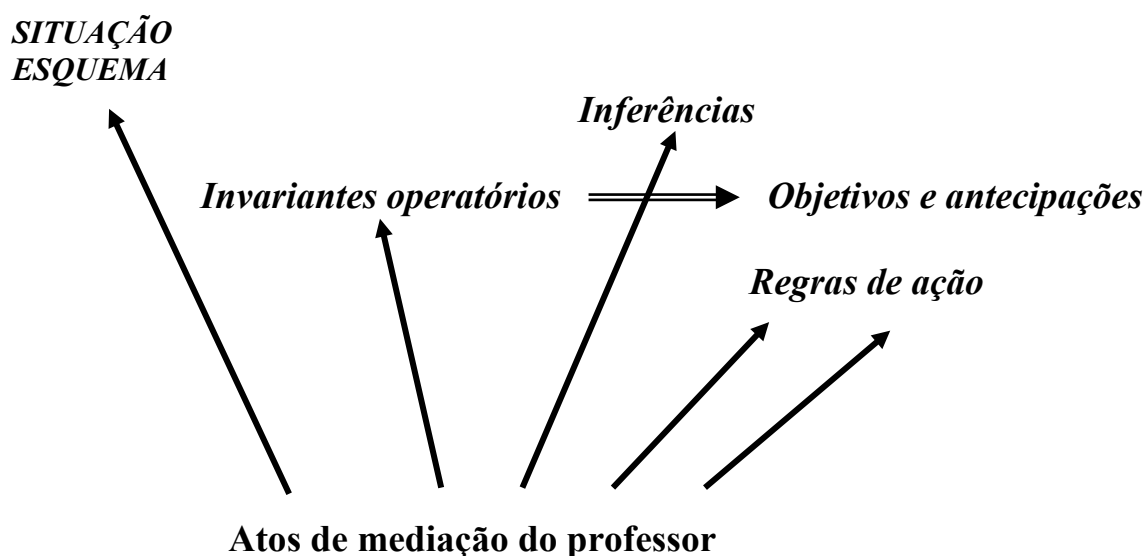 SITUAÇÃO
ESQUEMA
Inferências
Invariantes operatórios
Objetivos e antecipações
Regras de ação
Atos de mediação do professor